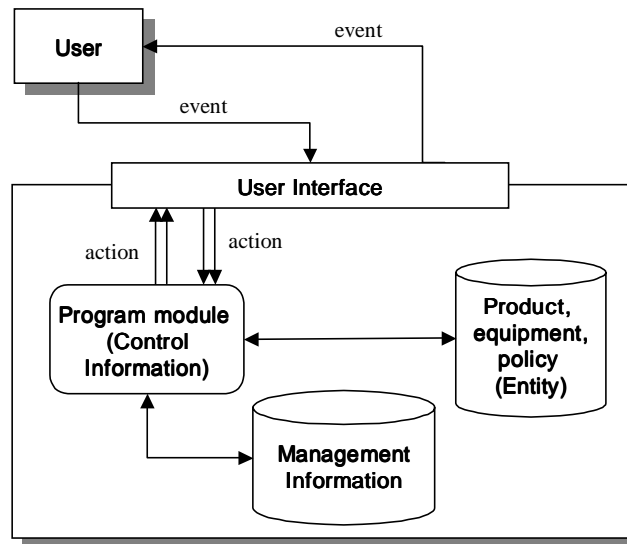 User
event
event
User Interface
action
action
Program module
(Control
Information)
Product,
equipment,
policy
(Entity)
Management
Information